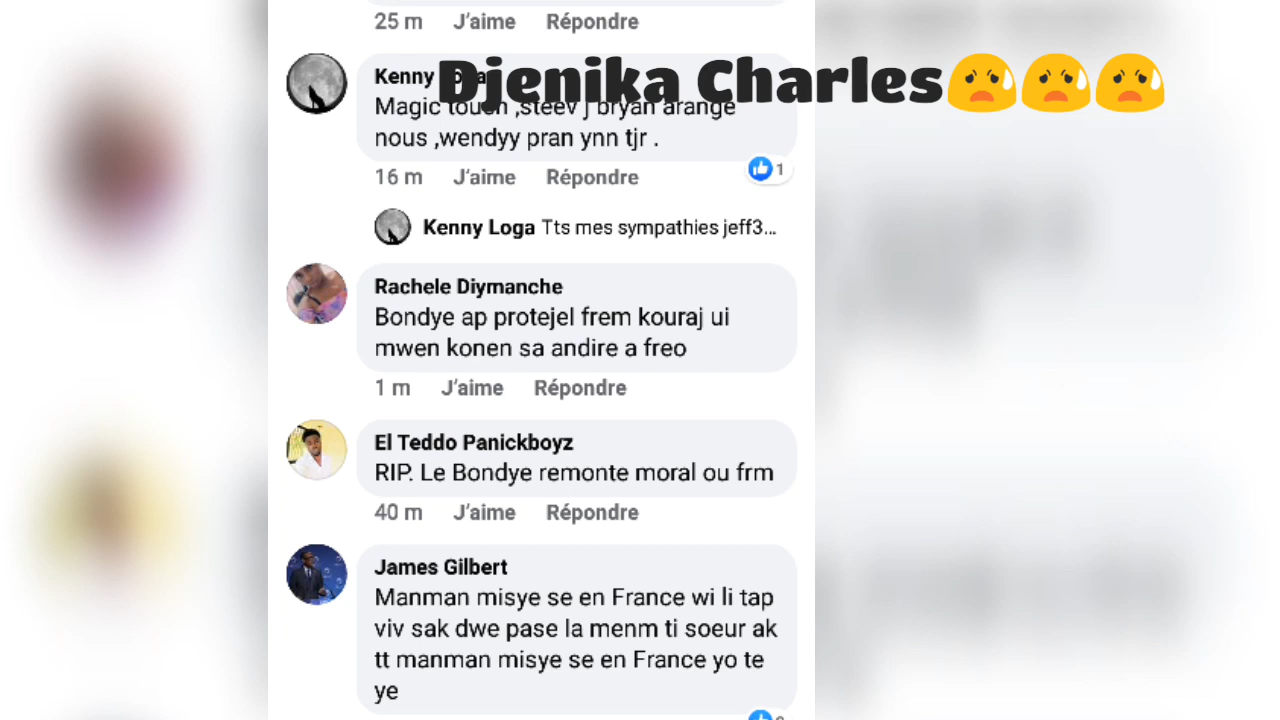 25 m J'aime Répondre
Djenika Charles😧😧😧
Kenny Loga
Magic touch ,steev j bryan arange
nous ,wendyy pran ynn tjr .
1
16 m J'aime Répondre
Kenny Loga Tts mes sympathies jeff3...
Rachele Diymanche
Bondye ap protejel frem kouraj ui
mwen konen sa andire a freo
1 m J'aime Répondre
El Teddo Panickboyz
RIP. Le Bondye remonte moral ou frm
40 m J'aime Répondre
James Gilbert
Manman misye se en France wi li tap
viv sak dwe pase la menm ti soeur ak
tt manman misye se en France yo te
ye